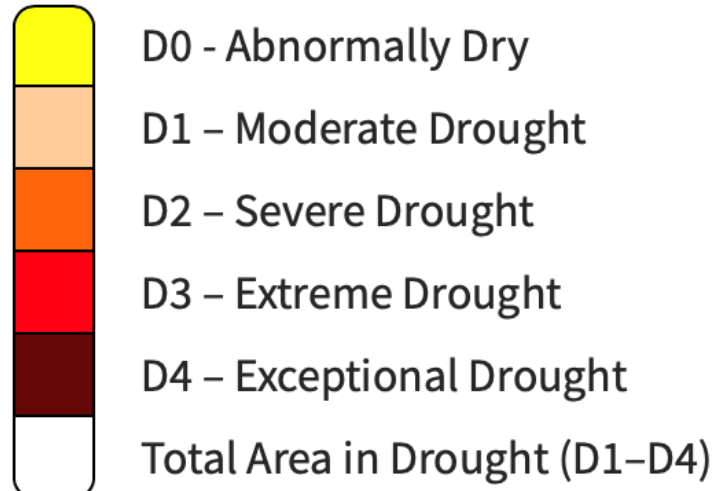 D0 - Abnormally Dry
D1 – Moderate Drought
D2 – Severe Drought
D3 – Extreme Drought
D4 – Exceptional Drought
Total Area in Drought (D1–D4)